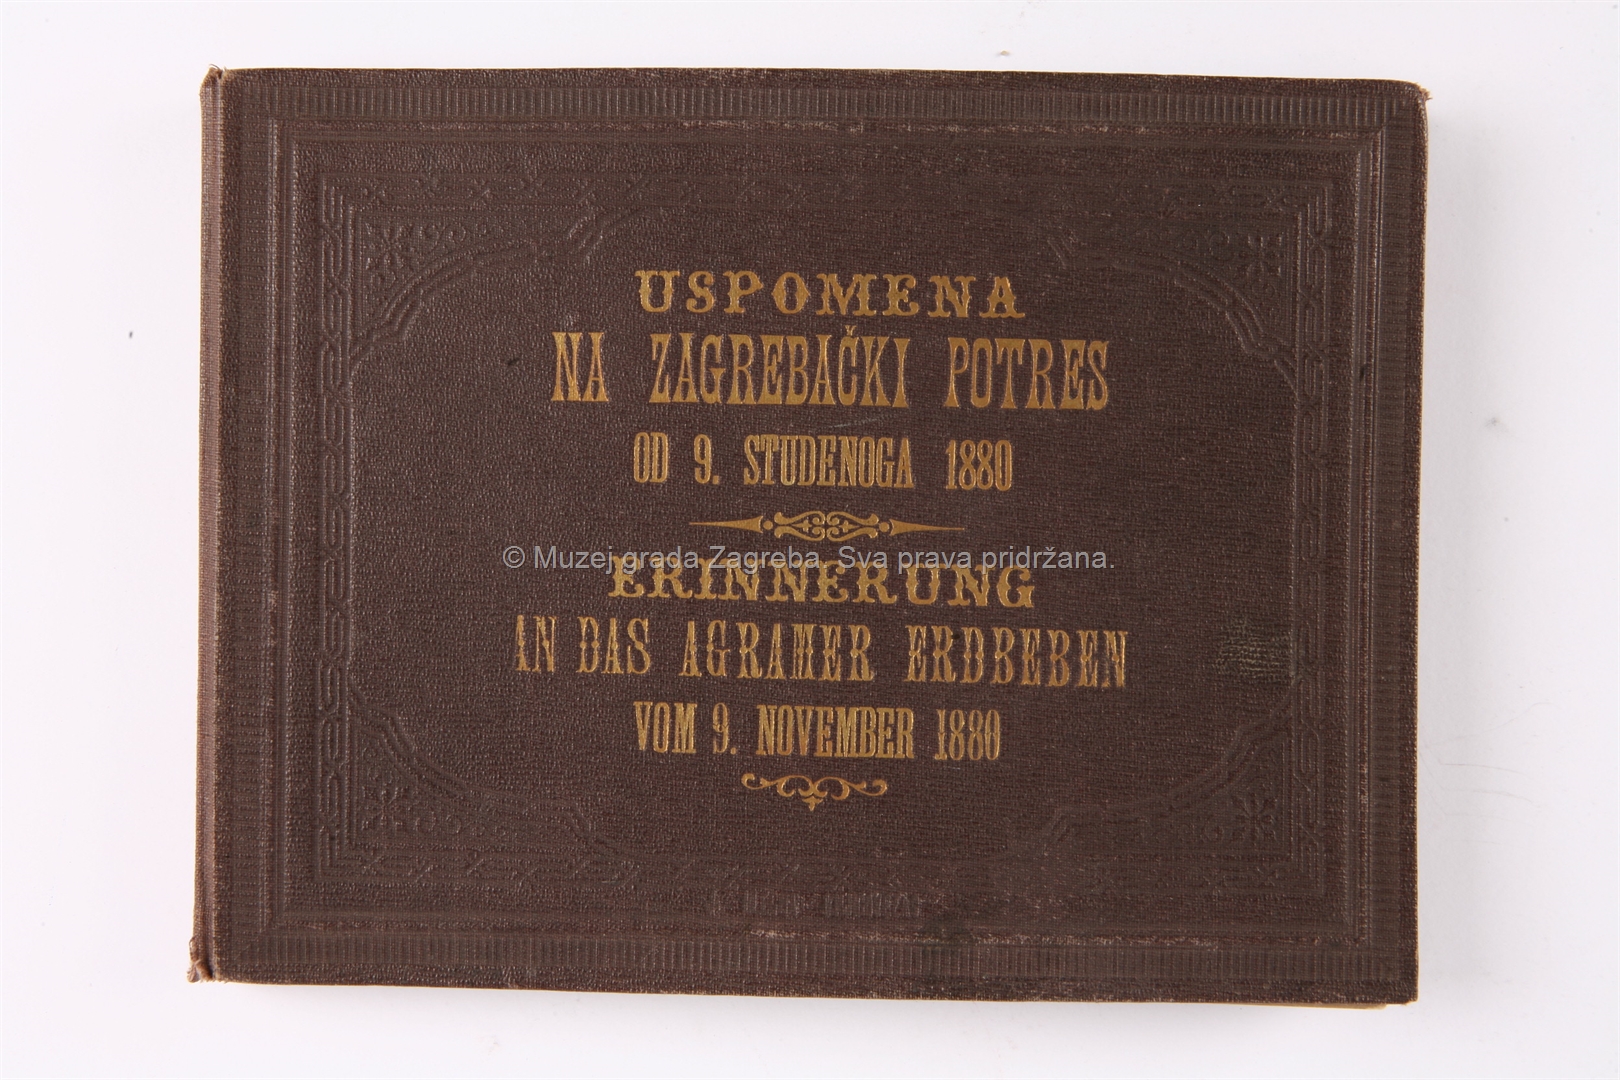 USPOMENA
NA ZAGREBAČKI POTRES
OD 9. STUDENOGA 1880
© Muzej grada Zagreba. Sva prava pridržana.
ERINNERUNG
AN DAS AGRAMER ERDBEBEN
VOM 9. NOVEMBER 1880